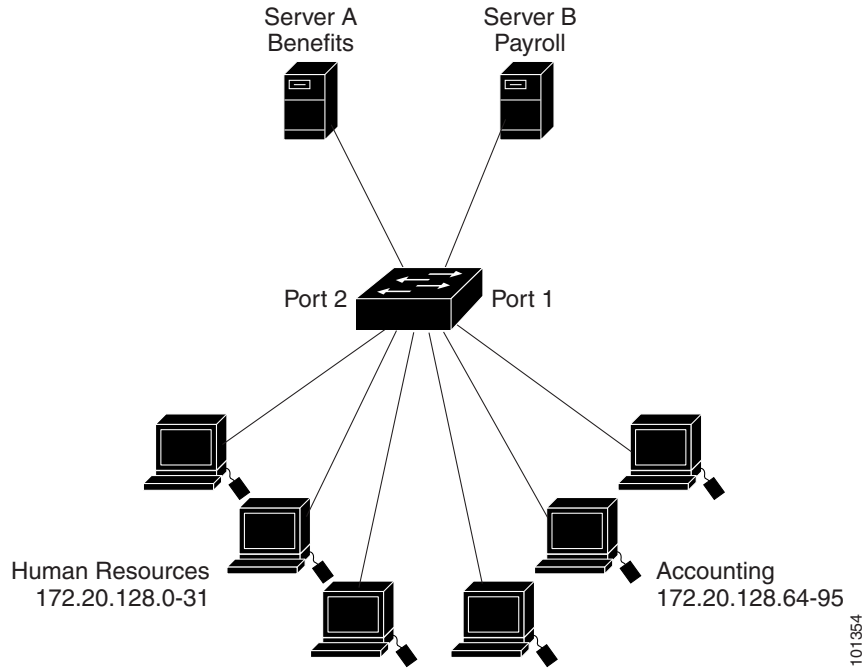 Server A
Benefits
Server B
Payroll
Port 2
Port 1
Human Resources
172.20.128.0-31
Accounting
172.20.128.64-95
101354